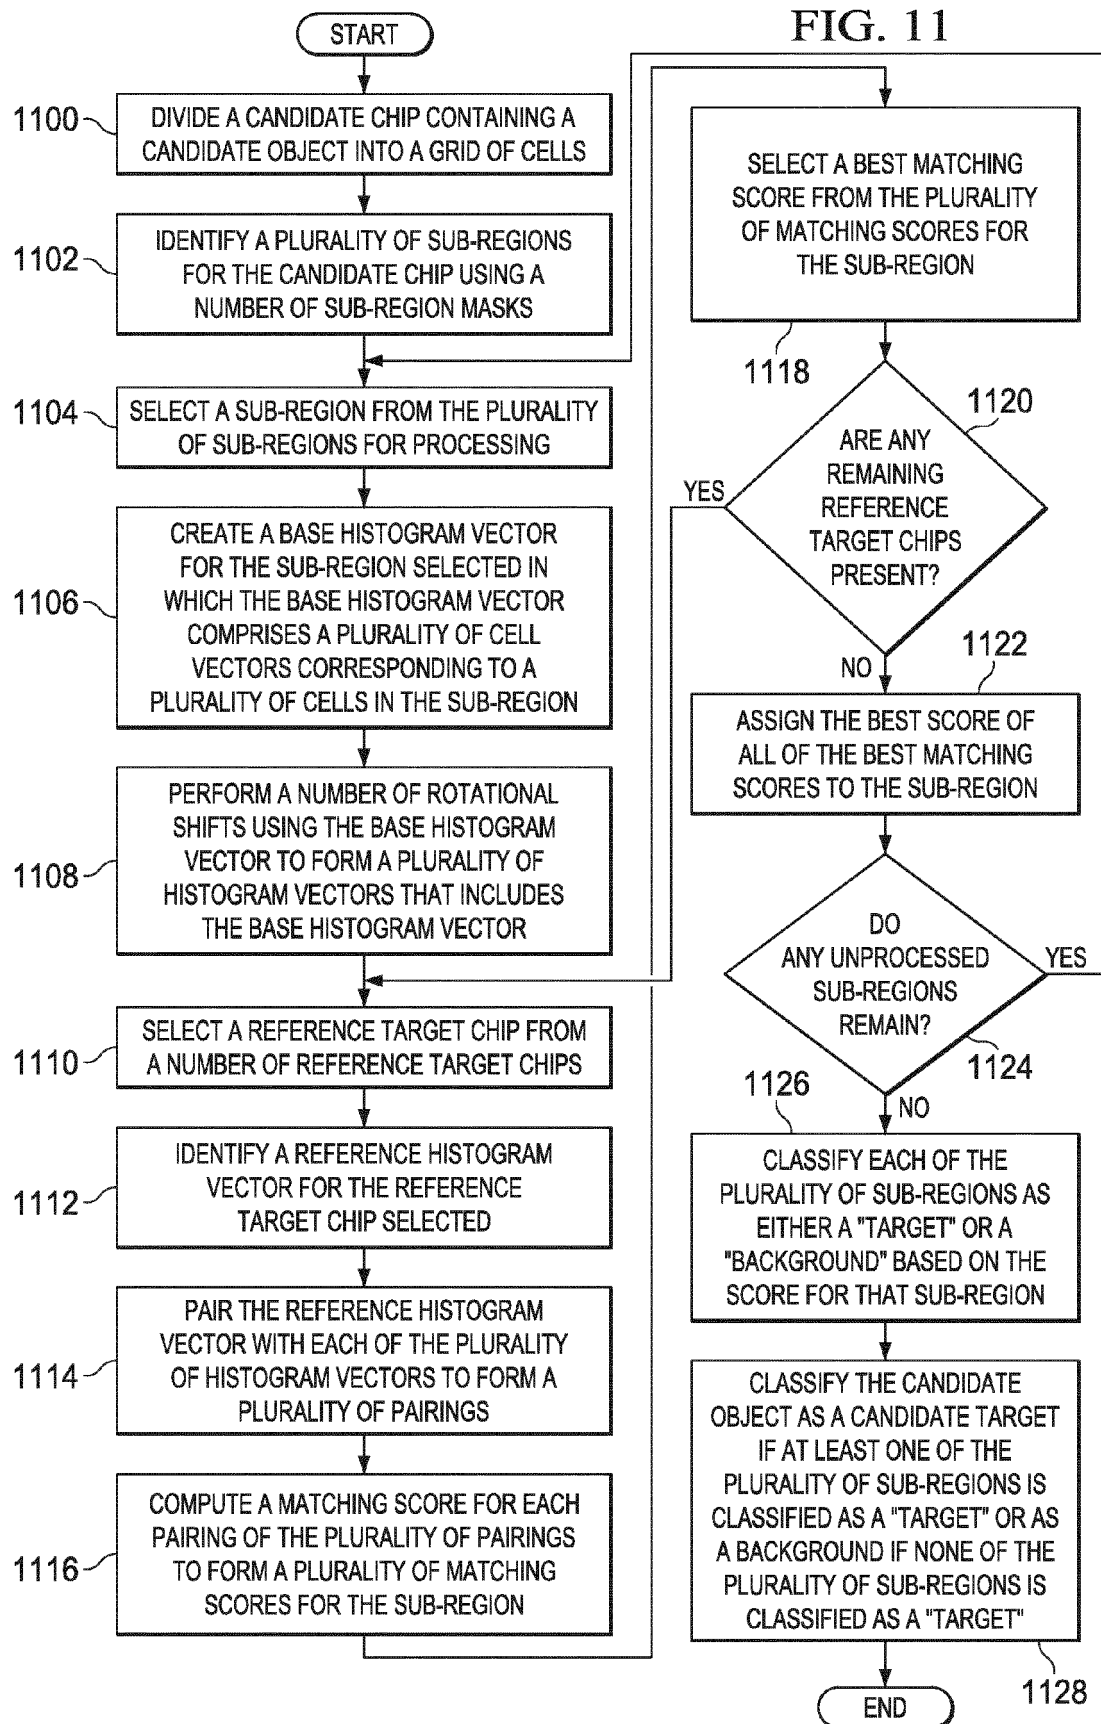 FIG. 11
START
1100
DIVIDE A CANDIDATE CHIP CONTAINING A
CANDIDATE OBJECT INTO A GRID OF CELLS
1102
IDENTIFY A PLURALITY OF SUB-REGIONS
FOR THE CANDIDATE CHIP USING A
NUMBER OF SUB-REGION MASKS
1104
SELECT A SUB-REGION FROM THE PLURALITY
OF SUB-REGIONS FOR PROCESSING
1106
CREATE A BASE HISTOGRAM VECTOR
FOR THE SUB-REGION SELECTED IN
WHICH THE BASE HISTOGRAM VECTOR
COMPRISES A PLURALITY OF CELL
VECTORS CORRESPONDING TO A
PLURALITY OF CELLS IN THE SUB-REGION
1108
PERFORM A NUMBER OF ROTATIONAL
SHIFTS USING THE BASE HISTOGRAM
VECTOR TO FORM A PLURALITY OF
HISTOGRAM VECTORS THAT INCLUDES
THE BASE HISTOGRAM VECTOR
1110
SELECT A REFERENCE TARGET CHIP FROM
A NUMBER OF REFERENCE TARGET CHIPS
1112
IDENTIFY A REFERENCE HISTOGRAM
VECTOR FOR THE REFERENCE
TARGET CHIP SELECTED
1114
PAIR THE REFERENCE HISTOGRAM
VECTOR WITH EACH OF THE PLURALITY
OF HISTOGRAM VECTORS TO FORM A
PLURALITY OF PAIRINGS
1116
COMPUTE A MATCHING SCORE FOR EACH
PAIRING OF THE PLURALITY OF PAIRINGS
TO FORM A PLURALITY OF MATCHING
SCORES FOR THE SUB-REGION
SELECT A BEST MATCHING
SCORE FROM THE PLURALITY
OF MATCHING SCORES FOR
THE SUB-REGION
1118
1120
ARE ANY
REMAINING
REFERENCE
TARGET CHIPS
PRESENT?
YES
NO
1122
ASSIGN THE BEST SCORE OF
ALL OF THE BEST MATCHING
SCORES TO THE SUB-REGION
DO
ANY UNPROCESSED
SUB-REGIONS
REMAIN?
YES
1124
NO
1126
CLASSIFY EACH OF THE
PLURALITY OF SUB-REGIONS AS
EITHER A "TARGET" OR A
"BACKGROUND" BASED ON THE
SCORE FOR THAT SUB-REGION
CLASSIFY THE CANDIDATE
OBJECT AS A CANDIDATE TARGET
IF AT LEAST ONE OF THE
PLURALITY OF SUB-REGIONS IS
CLASSIFIED AS A "TARGET" OR AS
A BACKGROUND IF NONE OF THE
PLURALITY OF SUB-REGIONS IS
CLASSIFIED AS A "TARGET"
1128
END